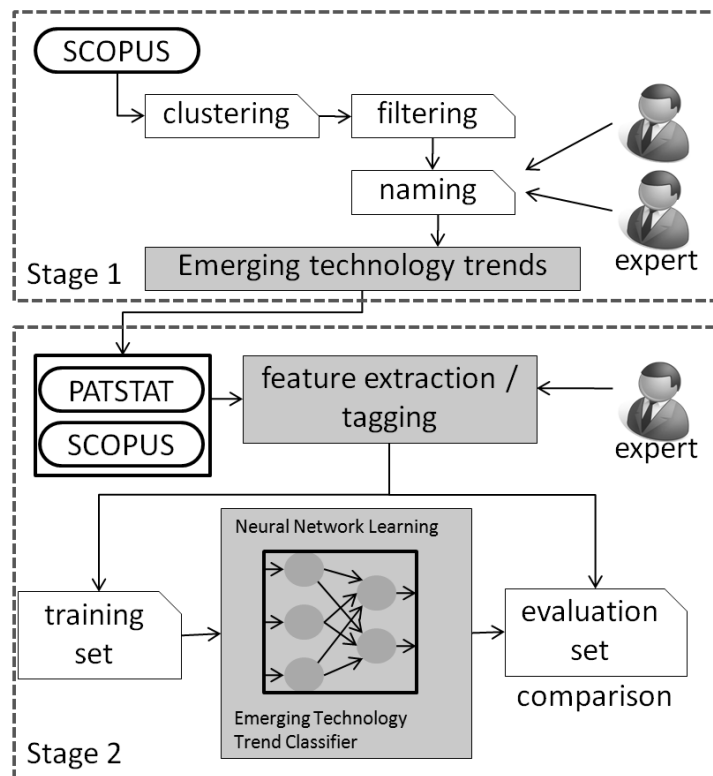 SCOPUS
clustering
filtering
naming
expert
Stage 1
Emerging technology trends
PATSTAT
SCOPUS
feature extraction /
tagging
expert
Neural Network Learning
training
set
evaluation
set
comparison
Emerging Technology
Trend Classifier
Stage 2